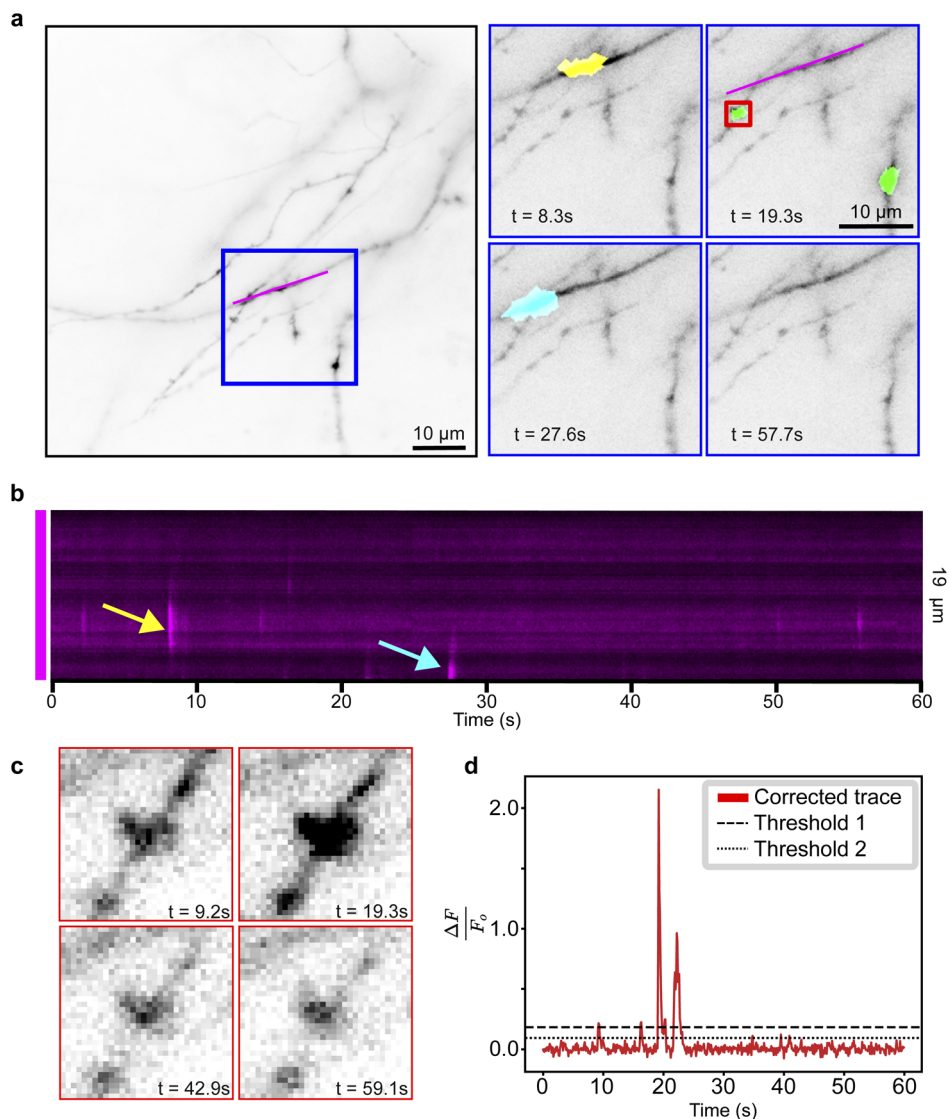 a
10 μm
t = 8.3s
t = 19.3s
10 μm
t = 27.6s
t = 57.7s
b
19 μm
0 10 20 30 40 50 60
Time (s)
c
t = 9.2s
t = 19.3s
t = 42.9s
t = 59.1s
d
Corrected trace
Threshold 1
Threshold 2
2.0
1.0
0.0
ΔF
Fo
0 10 20 30 40 50 60
Time (s)